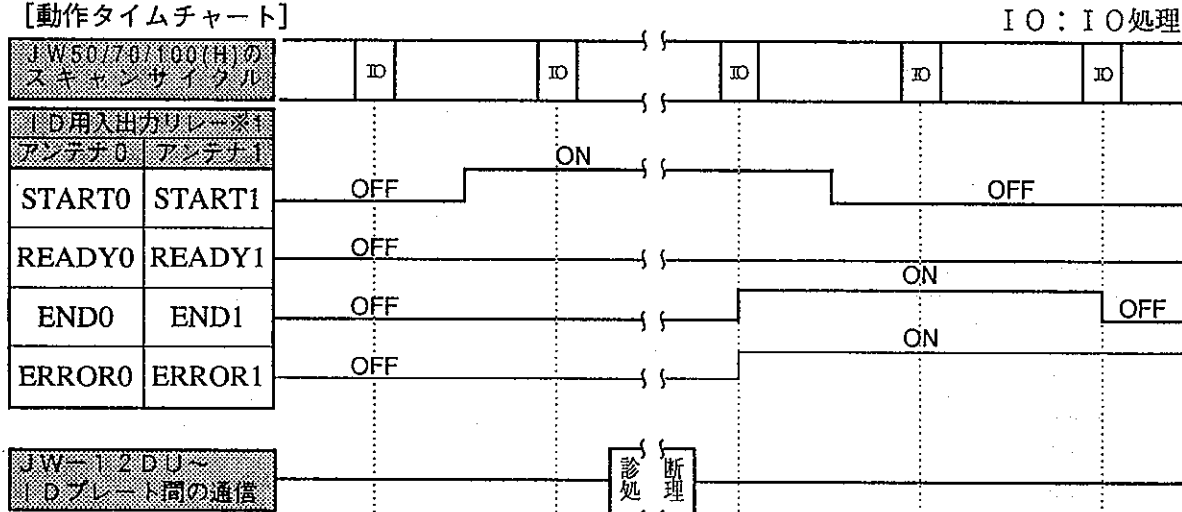 [動作タイムチャート]
IO:IO処理
JW50/70/100(H)の
スキャンサイクル
IO IO IO IO IO
ID用入出力リレー※1
アンテナ0 アンテナ1
START0 START1 OFF ON OFF
READY0 READY1 OFF
END0 END1 OFF ON OFF
ERROR0 ERROR1 OFF ON
JW-12DU~
IDプレート間の通信
診 断
処 理